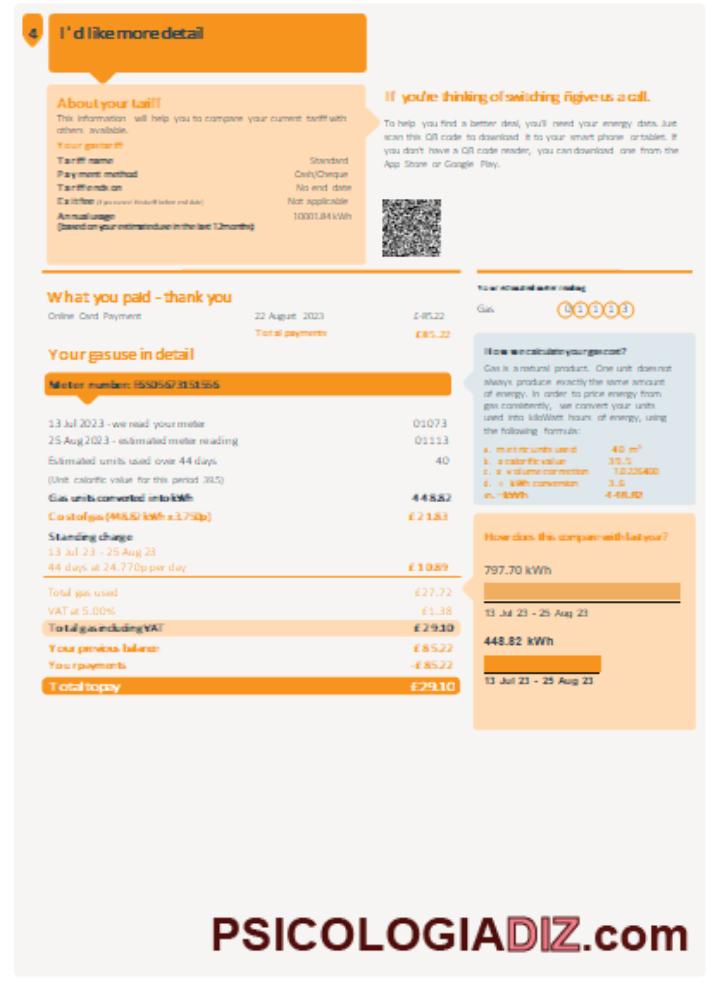 4
I'd like more detail
About your tariff
This information will help you to compare your current tariff with
others available.
Your gas tariff
Tariff name Standard
Payment method Cash/Cheque
Tariff ends on No end date
Exit fee (if you cancel this tariff before end date) Not applicable
Annual usage 10001.84 kWh
(based on your estimated use in the last 12 months)
If you're thinking of switching ñ give us a call.
To help you find a better deal, you'll need your energy data. Just
scan this QR code to download it to your smart phone or tablet. If
you don't have a QR code reader, you can download one from the
App Store or Google Play.
What you paid - thank you
Online Card Payment 22 August 2023 £-85.22
Total payments £85.22
Your gas use in detail
Meter number:
13 Jul 2023 - we read your meter 01073
25 Aug 2023 - estimated meter reading 01113
Estimated units used over 44 days 40
(Unit calorific value for this period 39.5)
Gas units converted into kWh 448.82
Cost of gas (448.82 kWh x 3.750p) £21.83
Standing charge
13 Jul 23 - 25 Aug 23
44 days at 24.770p per day £10.89
Total gas used £27.72
VAT at 5.00% £1.38
Total gas including VAT £29.10
Your previous balance £85.22
Your payments -£85.22
Total to pay £29.10
Your estimated meter reading
Gas 01113
How we calculate your gas cost?
Gas is a natural product. One unit does not
always produce exactly the same amount
of energy. In order to price energy from
gas consistently, we convert your units
used into kiloWatt hours of energy, using
the following formula:
a. metric units used 40 m³
b. x calorific value 39.5
c. x volume correction 1.0226400
d. ÷ kWh conversion 3.6
e. =kWh 448.82
How does this compare with last year?
797.70 kWh
13 Jul 23 - 25 Aug 23
448.82 kWh
13 Jul 23 - 25 Aug 23
PSICOLOGIADIZ.com